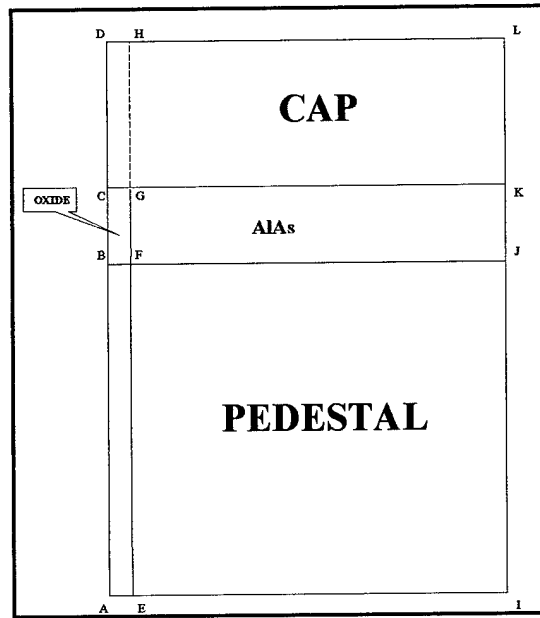 D H L
CAP
OXIDE
C G K
AlAs
B F J
PEDESTAL
A E I